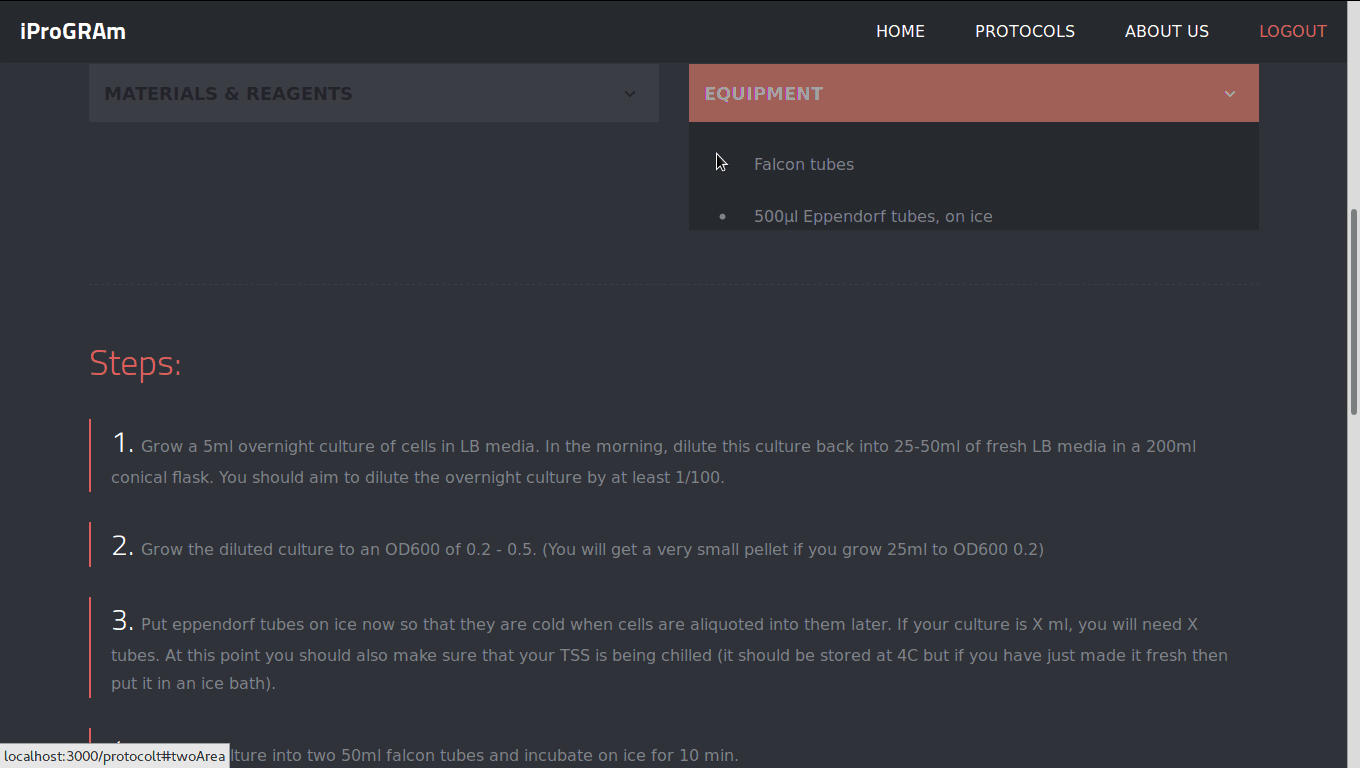 iProGRAm
HOME PROTOCOLS ABOUT US LOGOUT
MATERIALS & REAGENTS
EQUIPMENT
Falcon tubes
500µl Eppendorf tubes, on ice
Steps:
1. Grow a 5ml overnight culture of cells in LB media. In the morning, dilute this culture back into 25-50ml of fresh LB media in a 200ml
conical flask. You should aim to dilute the overnight culture by at least 1/100.
2. Grow the diluted culture to an OD600 of 0.2 - 0.5. (You will get a very small pellet if you grow 25ml to OD600 0.2)
3. Put eppendorf tubes on ice now so that they are cold when cells are aliquoted into them later. If your culture is X ml, you will need X
tubes. At this point you should also make sure that your TSS is being chilled (it should be stored at 4C but if you have just made it fresh then
put it in an ice bath).
lture into two 50ml falcon tubes and incubate on ice for 10 min.
localhost:3000/protocolt#twoArea